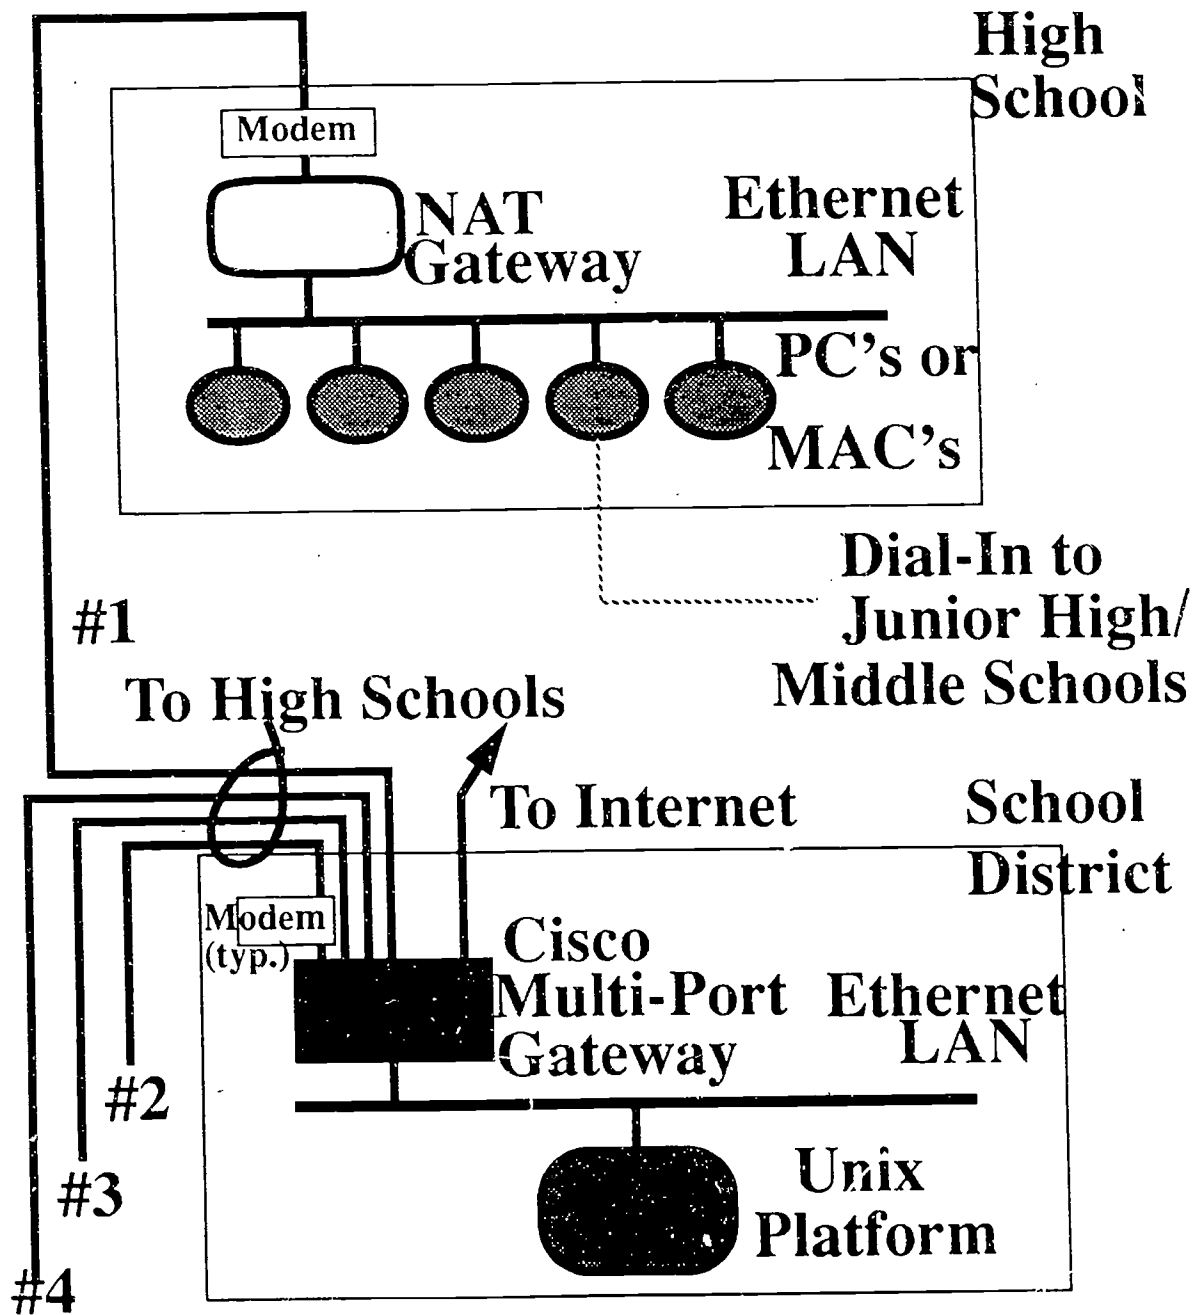 High
School
Modem
NAT
Gateway
Ethernet
LAN
PC's or
MAC's
Dial-In to
Junior High/
Middle Schools
#1
To High Schools
To Internet
School
District
Modem
(typ.)
Cisco
Multi-Port
Gateway
Ethernet
LAN
#2
#3
#4
Unix
Platform